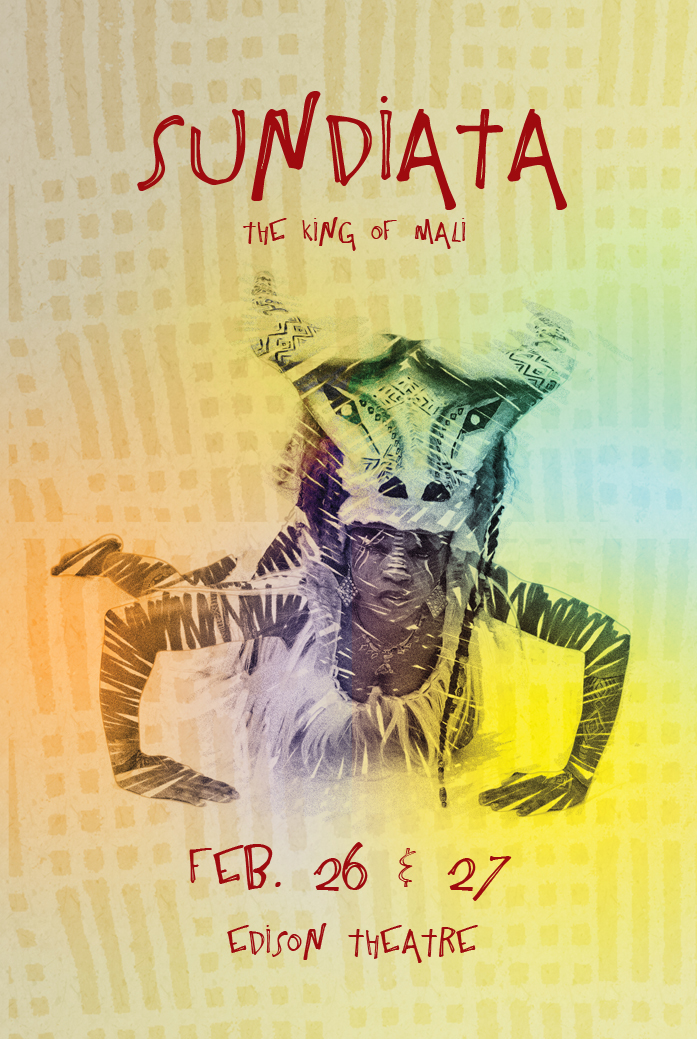 SUNDIATA
THE KING OF MALI
FEB. 26 & 27
EDISON THEATRE